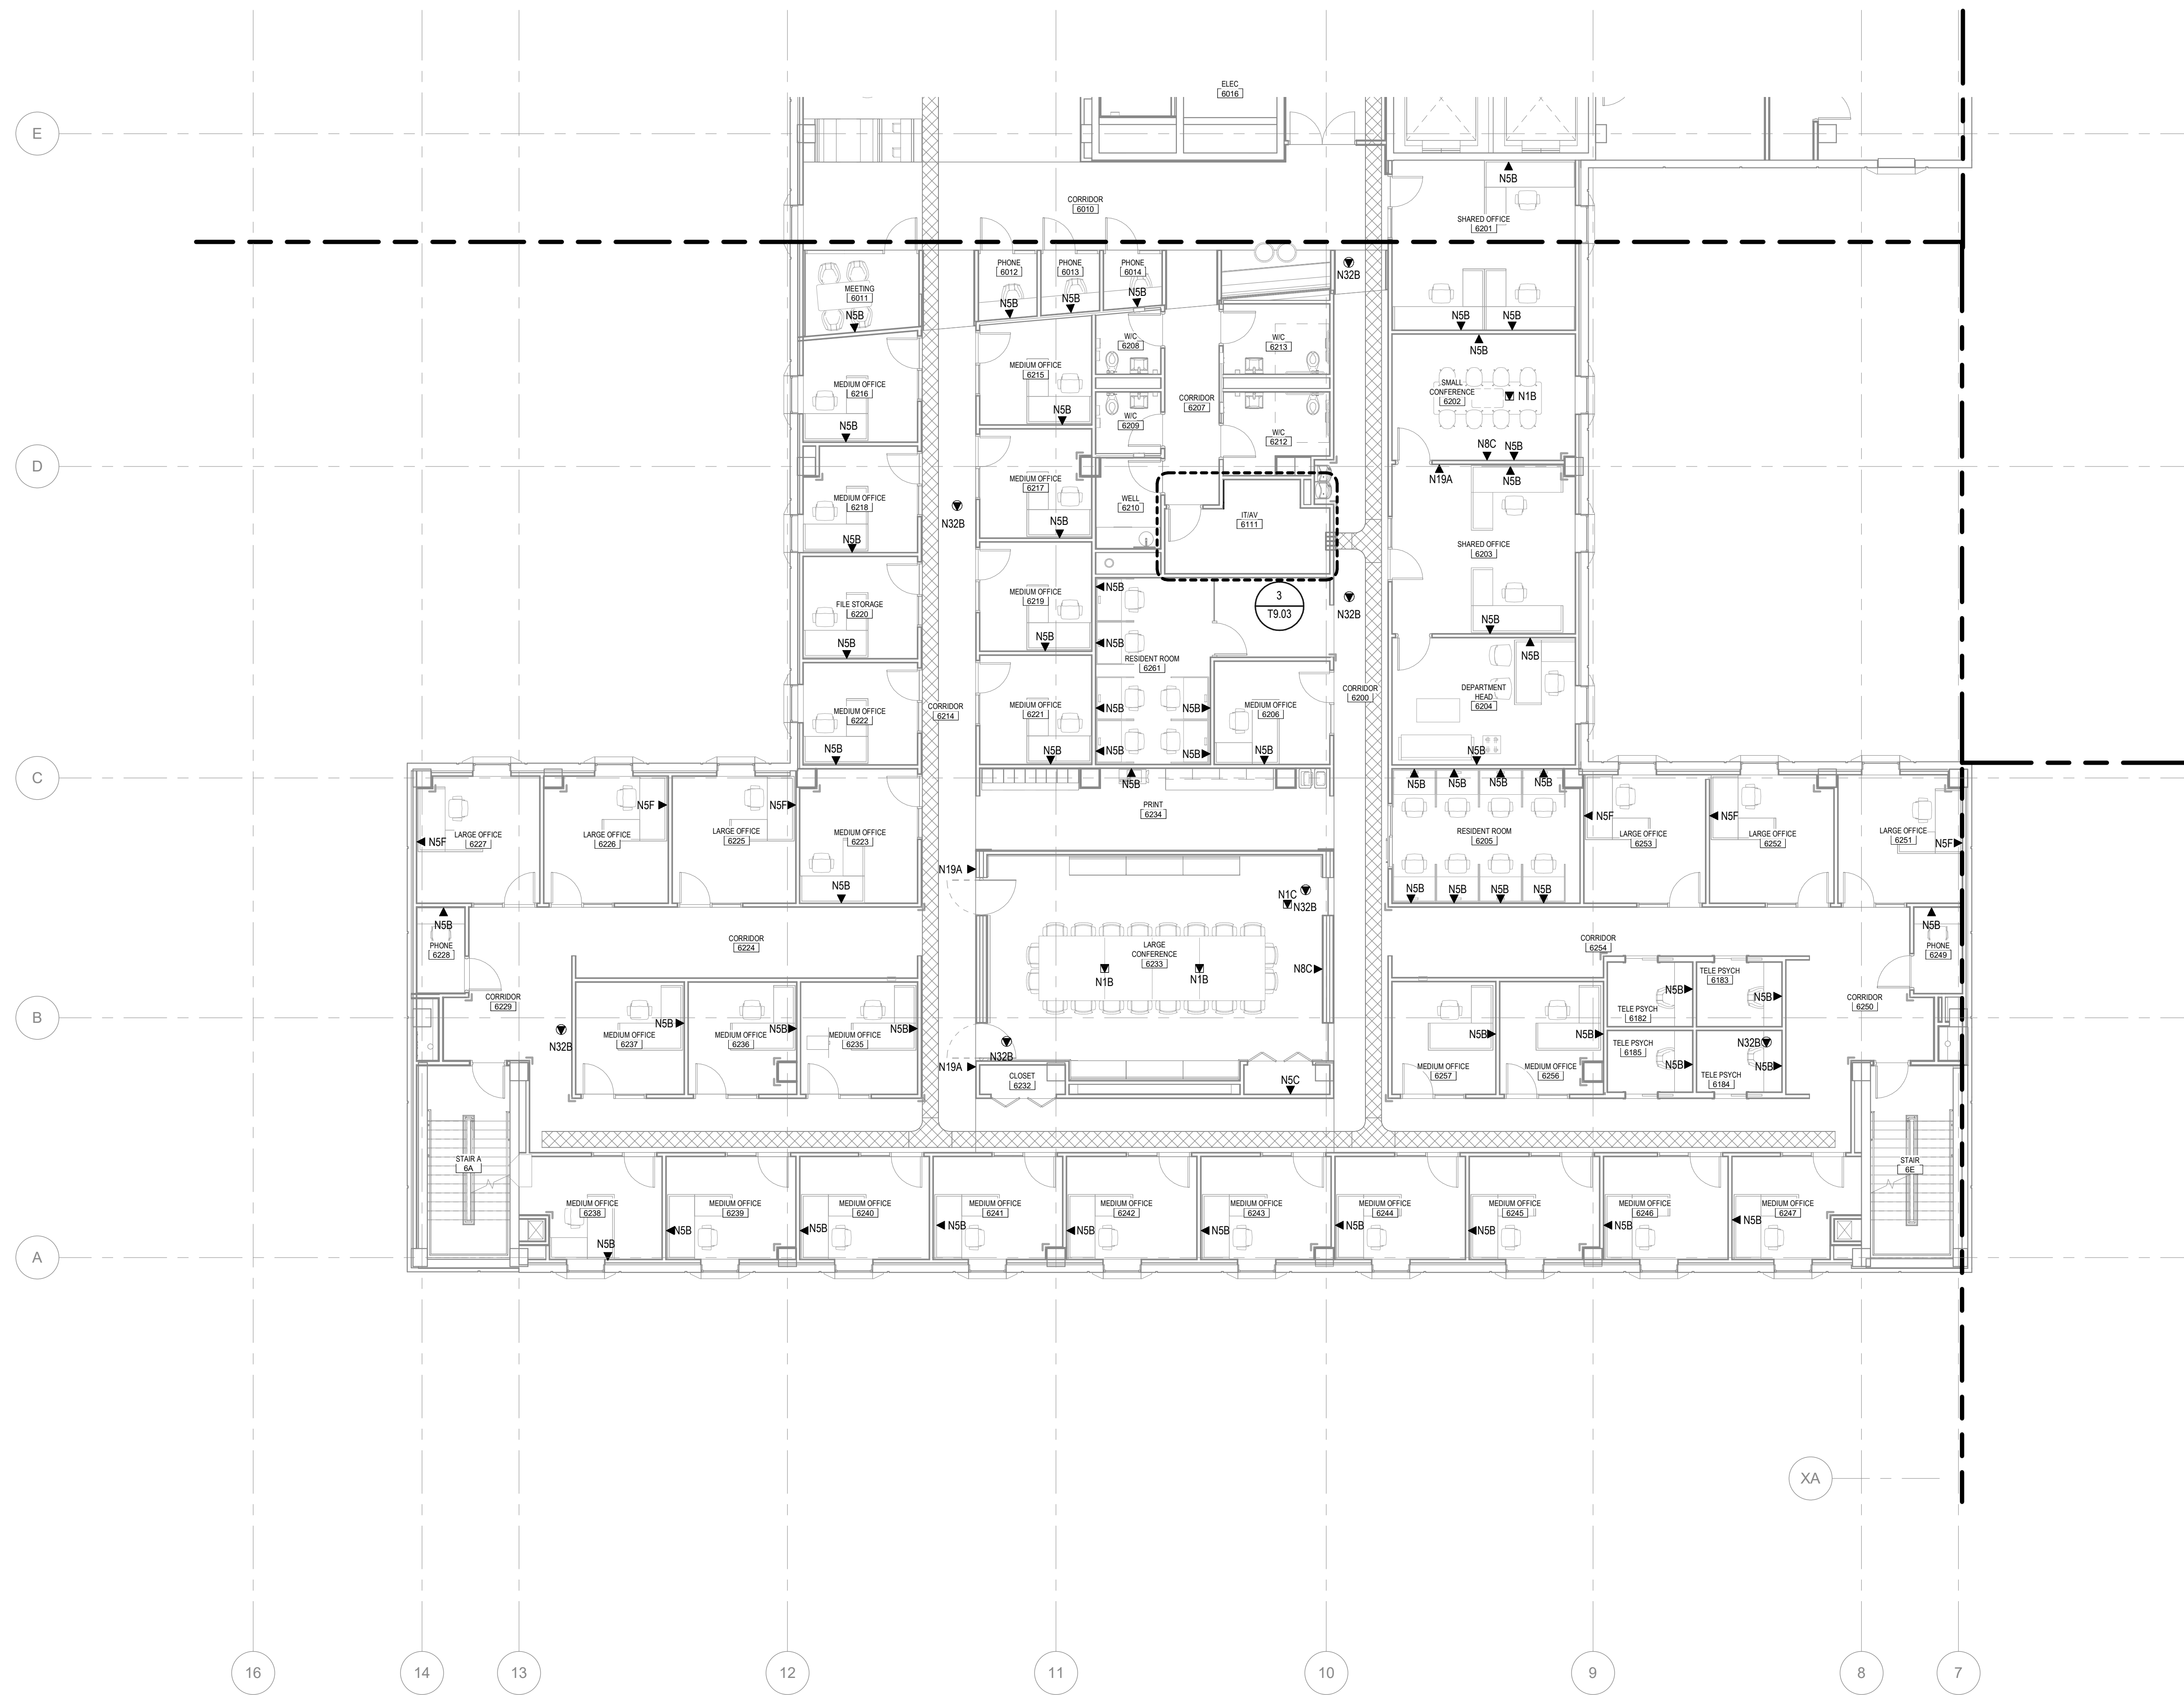 ELEC
6016
E
N5B
CORRIDOR
6010
SHARED OFFICE
6201
PHONE
6012
PHONE
6013
PHONE
6014
N32B
MEETING
6011
N5B
N5B
N5B
N5B
N5B
N5B
W/C
6208
W/C
6213
N5B
MEDIUM OFFICE
6215
MEDIUM OFFICE
6216
SMALL
CONFERENCE
6202
N1B
CORRIDOR
6207
N5B
N5B
W/C
6209
W/C
6212
N8C
N5B
D
MEDIUM OFFICE
6217
N19A
N5B
MEDIUM OFFICE
6218
WELL
6210
IT/AV
6111
N32B
N5B
N5B
SHARED OFFICE
6203
MEDIUM OFFICE
6219
N5B
3
T9.03
N32B
FILE STORAGE
6220
N5B
N5B
N5B
N5B
N5B
RESIDENT ROOM
6261
N5B
CORRIDOR
6200
DEPARTMENT
HEAD
6204
CORRIDOR
6214
MEDIUM OFFICE
6221
MEDIUM OFFICE
6206
MEDIUM OFFICE
6222
N5B
N5B
N5B
N5B
N5B
N5B
N5B
N5B
C
N5B
N5B
N5B
N5B
N5B
PRINT
6234
N5F
N5F
N5F
LARGE OFFICE
6227
LARGE OFFICE
6226
LARGE OFFICE
6225
MEDIUM OFFICE
6223
RESIDENT ROOM
6205
N5F
LARGE OFFICE
6253
N5F
LARGE OFFICE
6252
LARGE OFFICE
6251
N5F
N19A
N5B
N1C
N32B
N5B
N5B
N5B
N5B
N5B
PHONE
6228
CORRIDOR
6224
LARGE
CONFERENCE
6233
N1B
N1B
N8C
CORRIDOR
6254
N5B
PHONE
6249
TELE PSYCH
6183
N5B
N5B
CORRIDOR
6229
CORRIDOR
6250
B
TELE PSYCH
6182
N32B
N5B
MEDIUM OFFICE
6237
N5B
MEDIUM OFFICE
6236
N5B
MEDIUM OFFICE
6235
N32B
N5B
N5B
TELE PSYCH
6185
N32B
N5B
N5B
TELE PSYCH
6184
N19A
CLOSET
6232
N5C
MEDIUM OFFICE
6257
MEDIUM OFFICE
6256
STAIR A
6A
STAIR
6E
MEDIUM OFFICE
6238
MEDIUM OFFICE
6239
MEDIUM OFFICE
6240
MEDIUM OFFICE
6241
MEDIUM OFFICE
6242
MEDIUM OFFICE
6243
MEDIUM OFFICE
6244
MEDIUM OFFICE
6245
MEDIUM OFFICE
6246
MEDIUM OFFICE
6247
N5B
N5B
N5B
N5B
N5B
N5B
N5B
N5B
N5B
N5B
A
XA
16
14
13
12
11
10
9
8
7